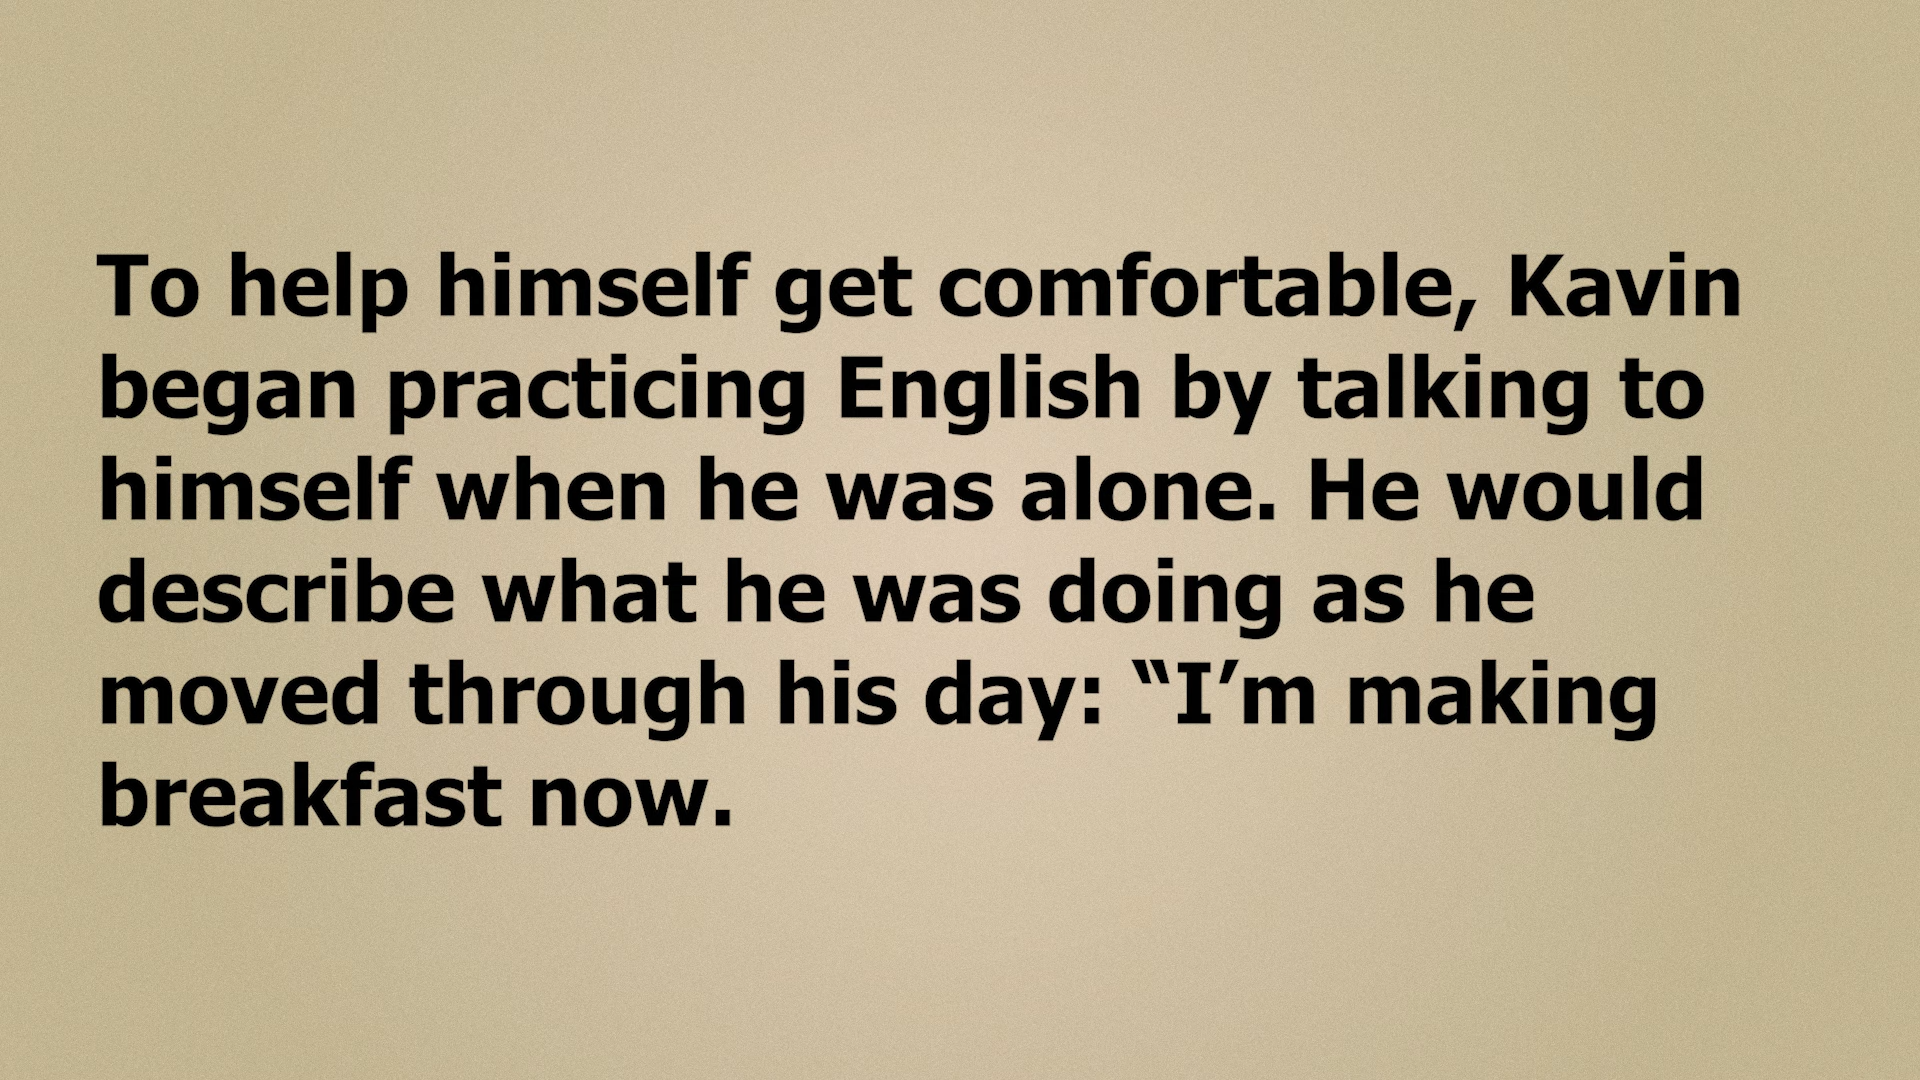 To help himself get comfortable, Kavin
began practicing English by talking to
himself when he was alone. He would
describe what he was doing as he
moved through his day: “I’m making
breakfast now.